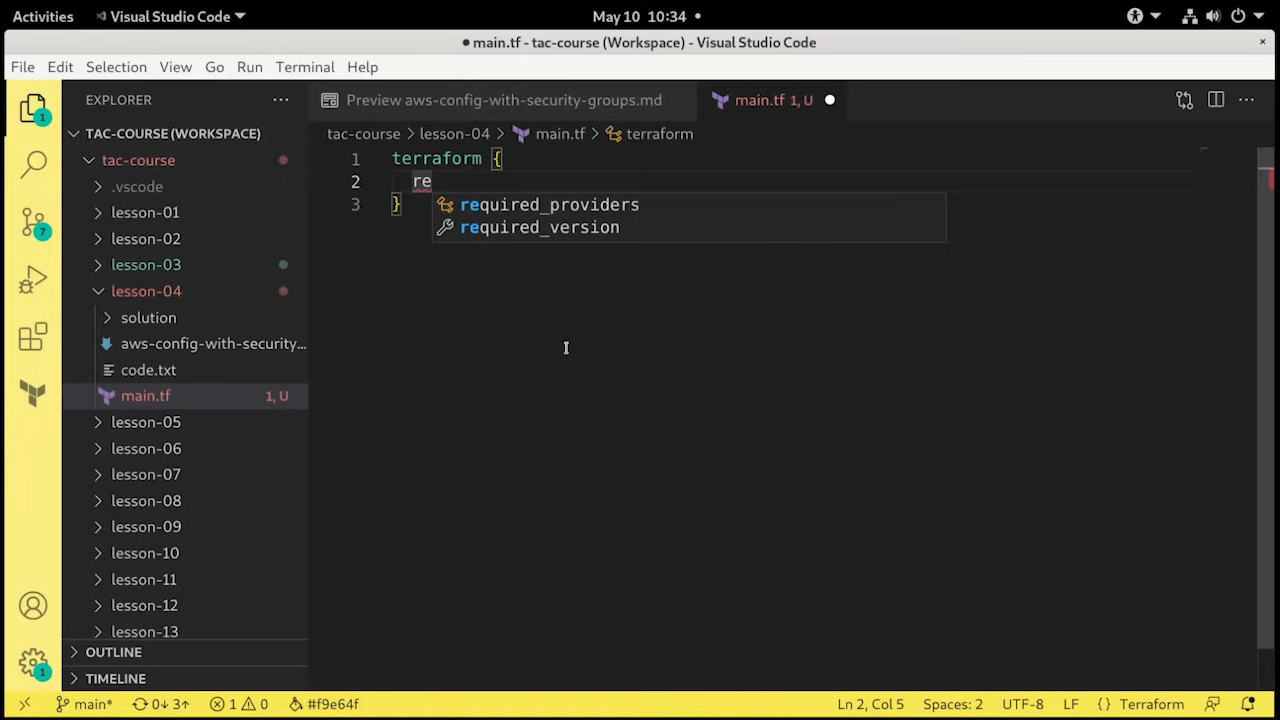 Activities Visual Studio Code May 10 10:34
● main.tf - tac-course (Workspace) - Visual Studio Code ×
File Edit Selection View Go Run Terminal Help
1
EXPLORER ···
Preview aws-config-with-security-groups.md main.tf 1, U
TAC-COURSE (WORKSPACE)
tac-course > lesson-04 > main.tf > terraform
tac-course
.vscode
lesson-01
lesson-02
lesson-03
lesson-04
solution
aws-config-with-security...
code.txt
main.tf 1, U
lesson-05
lesson-06
lesson-07
lesson-08
lesson-09
lesson-10
lesson-11
lesson-12
lesson-13
OUTLINE
TIMELINE
7
1
1 terraform {
2 re
3 }
required_providers
required_version
main* 0↓ 3↑ 1 0 #f9e64f Ln 2, Col 5 Spaces: 2 UTF-8 LF {} Terraform